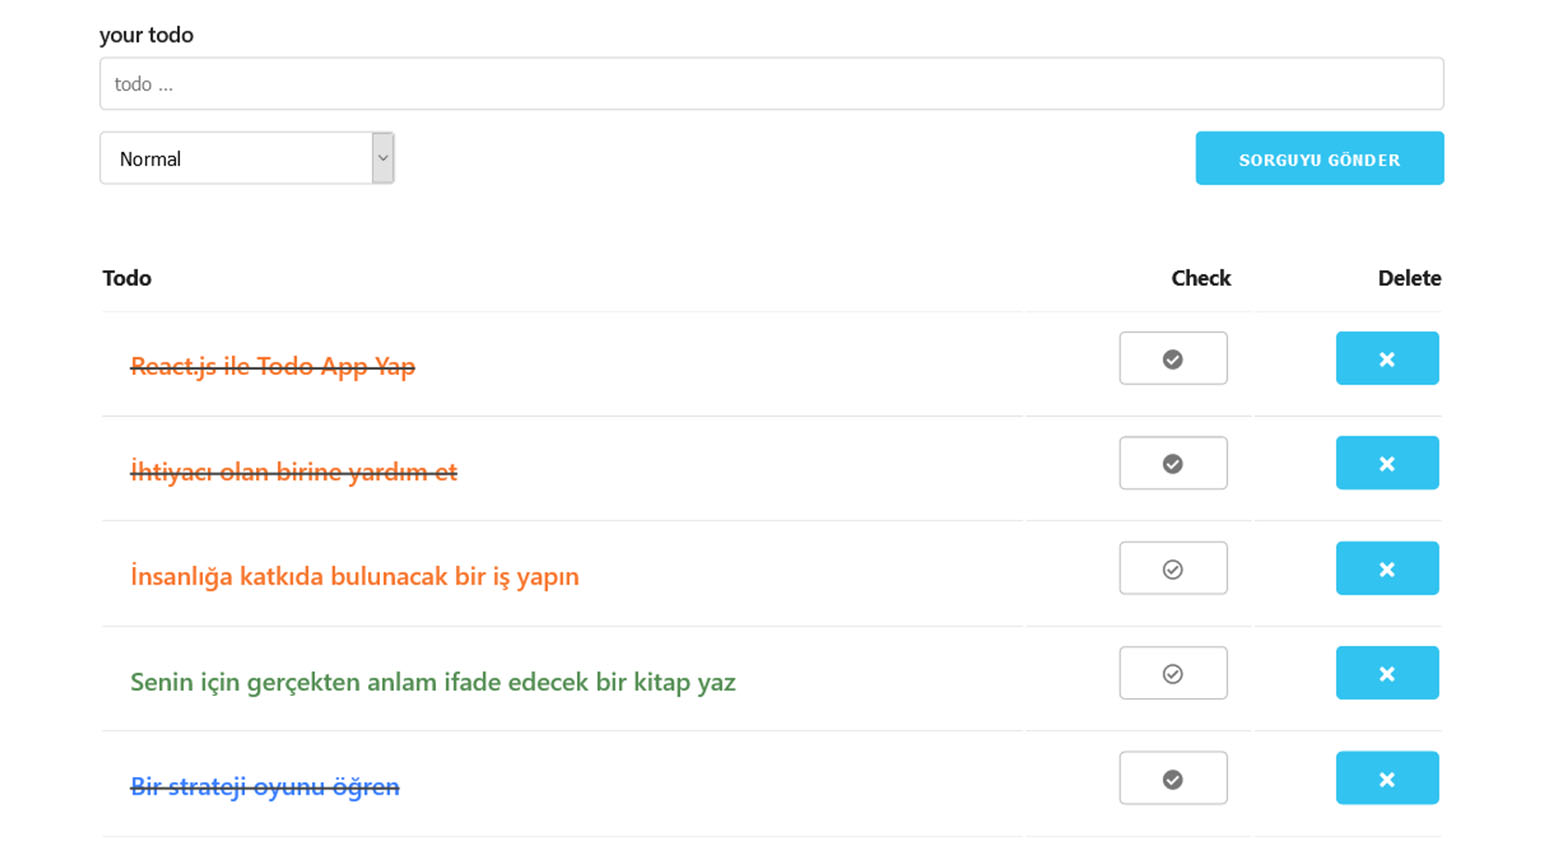 your todo
todo ...
Normal
SORGUYU GÖNDER
Todo Check Delete
React.js ile Todo App Yap
İhtiyacı olan birine yardım et
İnsanlığa katkıda bulunacak bir iş yapın
Senin için gerçekten anlam ifade edecek bir kitap yaz
Bir strateji oyunu öğren